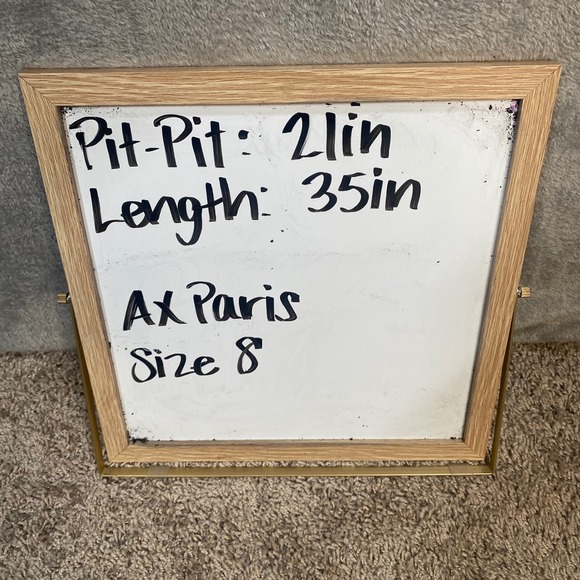 Pit-Pit: 21in
Length: 35in
AX Paris
Size 8